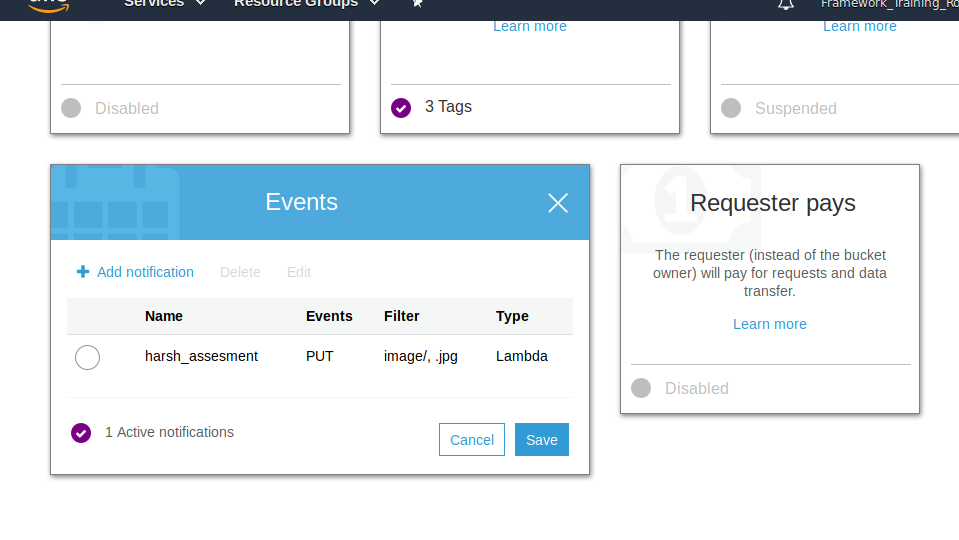 Services Resource Groups
Framework_Training_Ro
Learn more
Learn more
Disabled
3 Tags
Suspended
Events
Add notification Delete Edit
Name Events Filter Type
harsh_assesment PUT image/, .jpg Lambda
1 Active notifications
Cancel Save
1
Requester pays
The requester (instead of the bucket
owner) will pay for requests and data
transfer.
Learn more
Disabled